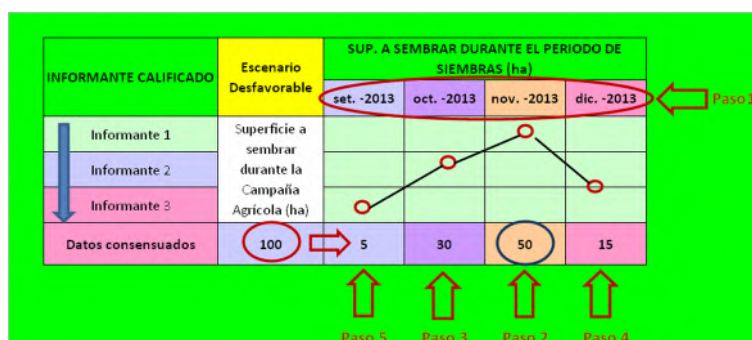 INFORMANTE CALIFICADO
Escenario
Desfavorable
SUP. A SEMBRAR DURANTE EL PERIODO DE
SIEMBRAS (ha)
set. -2013
oct. -2013
nov. -2013
dic. -2013
Paso 1
Informante 1
Informante 2
Informante 3
Superficie a
sembrar
durante la
Campaña
Agrícola (ha)
Datos consensuados
100
5
30
50
15
Paso 5
Paso 3
Paso 2
Paso 4